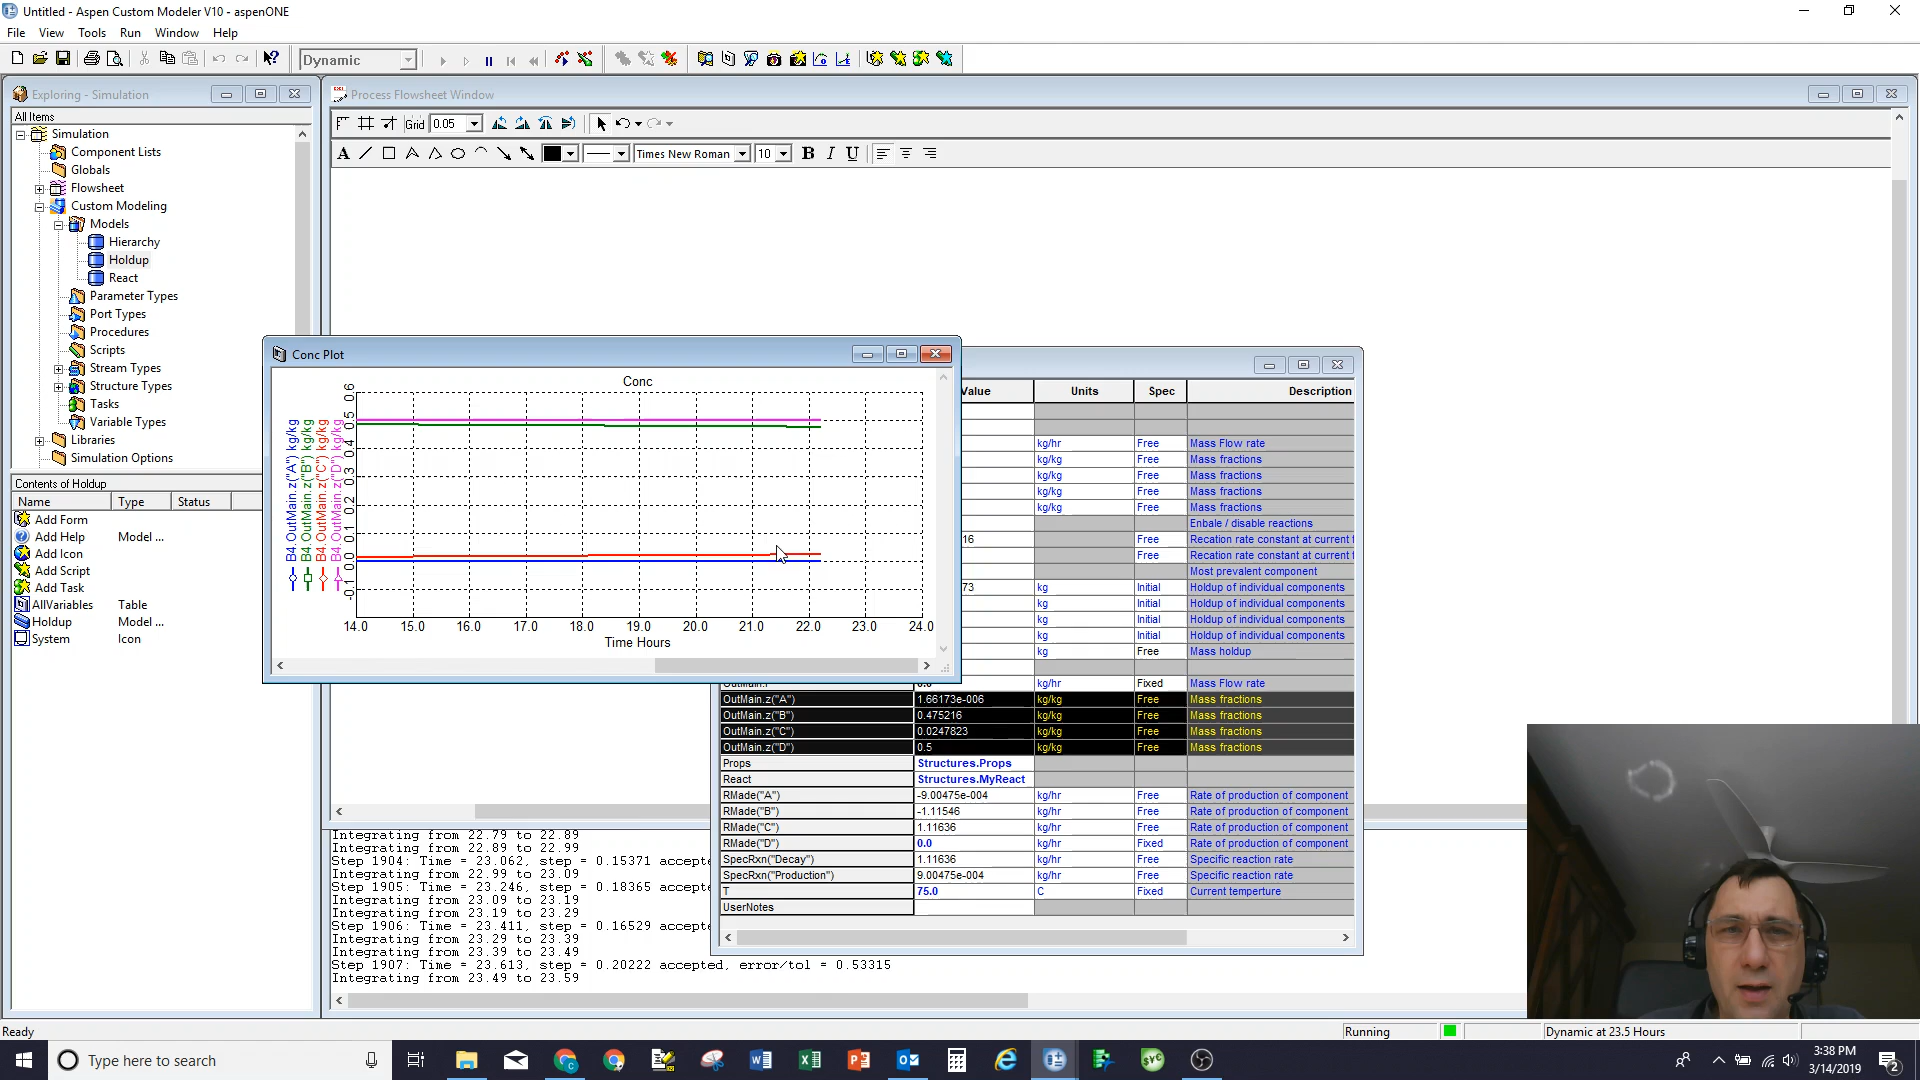 Untitled - Aspen Custom Modeler V10 - aspenONE
File View Tools Run Window Help
Dynamic
Exploring - Simulation
Process Flowsheet Window
All Items
Simulation
Component Lists
Globals
Flowsheet
Custom Modeling
Models
Hierarchy
Holdup
React
Parameter Types
Port Types
Procedures
Scripts
Stream Types
Structure Types
Tasks
Variable Types
Libraries
Simulation Options
Grid 0.05
A Times New Roman 10 B I U
Contents of Holdup
Name Type Status
Add Form
Add Help Model ...
Add Icon
Add Script
Add Task
AllVariables Table
Holdup Model ...
System Icon
Conc Plot
Conc
B4.OutMain.z("A") kg/kg
B4.OutMain.z("B") kg/kg
B4.OutMain.z("C") kg/kg
B4.OutMain.z("D") kg/kg
0.6
0.5
0.4
0.3
0.2
0.1
0.0
-0.1
14.0 15.0 16.0 17.0 18.0 19.0 20.0 21.0 22.0 23.0 24.0
Time Hours
Value Units Spec Description
kg/hr Free Mass Flow rate
kg/kg Free Mass fractions
kg/kg Free Mass fractions
kg/kg Free Mass fractions
kg/kg Free Mass fractions
Enbale / disable reactions
16 Free Recation rate constant at current t
Free Recation rate constant at current t
Most prevalent component
73 kg Initial Holdup of individual components
kg Initial Holdup of individual components
kg Initial Holdup of individual components
kg Initial Holdup of individual components
kg Free Mass holdup
kg/hr Fixed Mass Flow rate
OutMain.z("A") 1.66173e-006 kg/kg Free Mass fractions
OutMain.z("B") 0.475216 kg/kg Free Mass fractions
OutMain.z("C") 0.0247823 kg/kg Free Mass fractions
OutMain.z("D") 0.5 kg/kg Free Mass fractions
Props Structures.Props
React Structures.MyReact
RMade("A") -9.00475e-004 kg/hr Free Rate of production of component
RMade("B") -1.11546 kg/hr Free Rate of production of component
RMade("C") 1.11636 kg/hr Free Rate of production of component
RMade("D") 0.0 kg/hr Fixed Rate of production of component
SpecRxn("Decay") 1.11636 kg/hr Free Specific reaction rate
SpecRxn("Production") 9.00475e-004 kg/hr Free Specific reaction rate
T 75.0 C Fixed Current temperture
UserNotes
Integrating from 22.79 to 22.89
Integrating from 22.89 to 22.99
Step 1904: Time = 23.062, step = 0.15371 accepte
Integrating from 22.99 to 23.09
Step 1905: Time = 23.246, step = 0.18365 accepte
Integrating from 23.09 to 23.19
Integrating from 23.19 to 23.29
Step 1906: Time = 23.411, step = 0.16529 accepte
Integrating from 23.29 to 23.39
Integrating from 23.39 to 23.49
Step 1907: Time = 23.613, step = 0.20222 accepted, error/tol = 0.53315
Integrating from 23.49 to 23.59
Ready
Running
Dynamic at 23.5 Hours
Type here to search
SYC
3:38 PM
3/14/2019
2